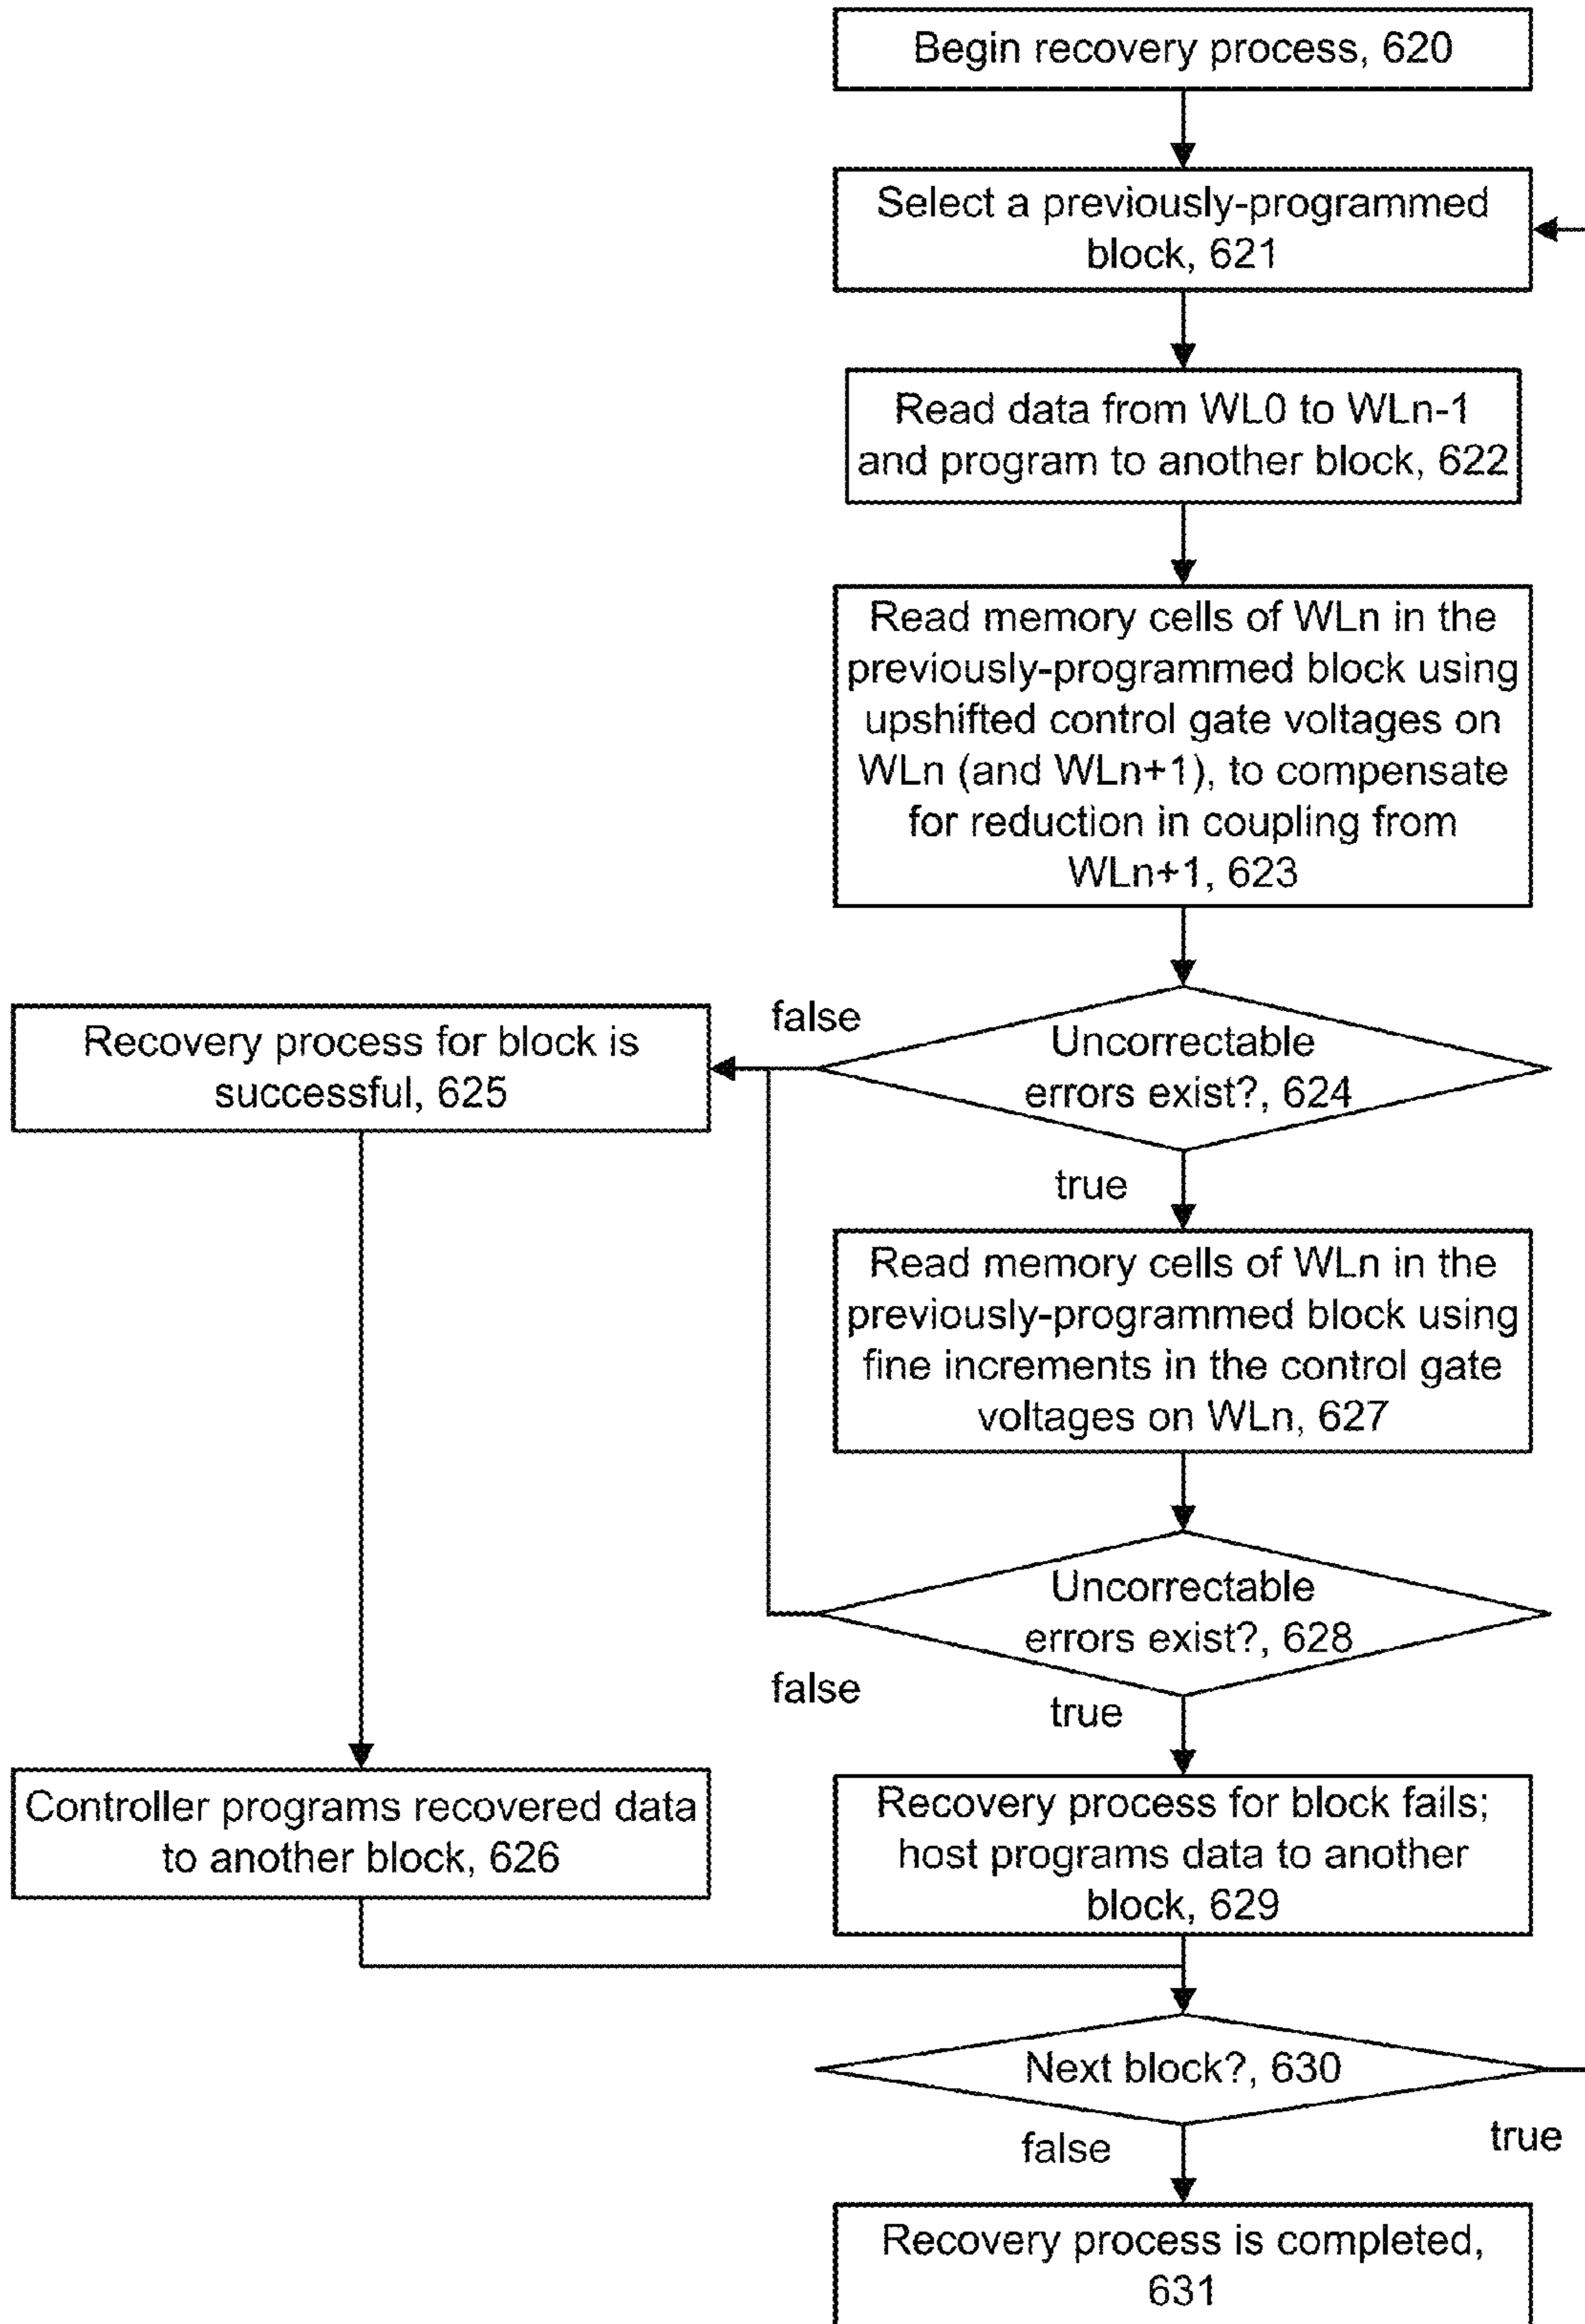 Begin recovery process, 620
Select a previously-programmed
block, 621
Read data from WL0 to WLn-1
and program to another block, 622
Read memory cells of WLn in the
previously-programmed block using
upshifted control gate voltages on
WLn (and WLn+1), to compensate
for reduction in coupling from
WLn+1, 623
false
Recovery process for block is
successful, 625
Uncorrectable
errors exist?, 624
true
Read memory cells of WLn in the
previously-programmed block using
fine increments in the control gate
voltages on WLn, 627
Uncorrectable
errors exist?, 628
false
true
Controller programs recovered data
to another block, 626
Recovery process for block fails;
host programs data to another
block, 629
Next block?, 630
false
true
Recovery process is completed,
631